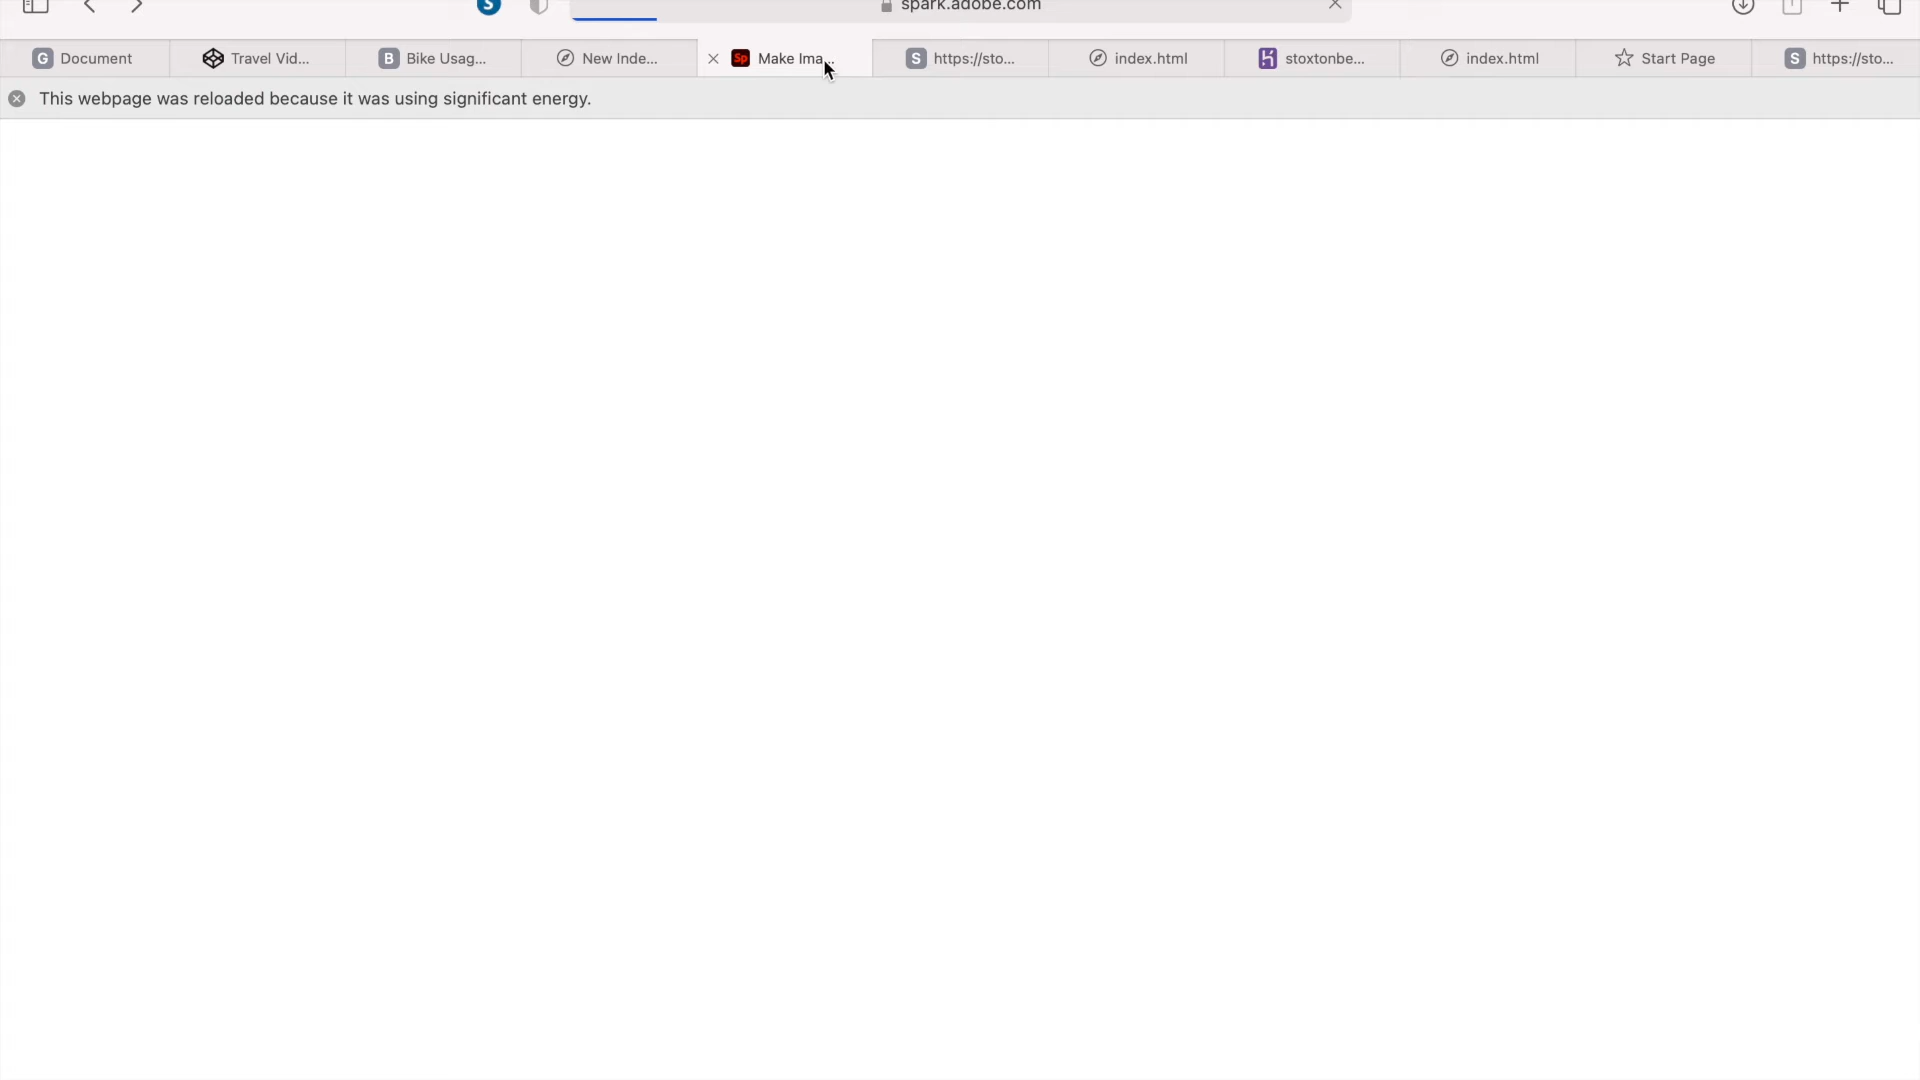 S
spark.adobe.com
G Document
Travel Vid...
B Bike Usag...
New Inde...
Sp Make Ima...
S https://sto...
index.html
stoxtonbe...
index.html
Start Page
S https://sto...
This webpage was reloaded because it was using significant energy.